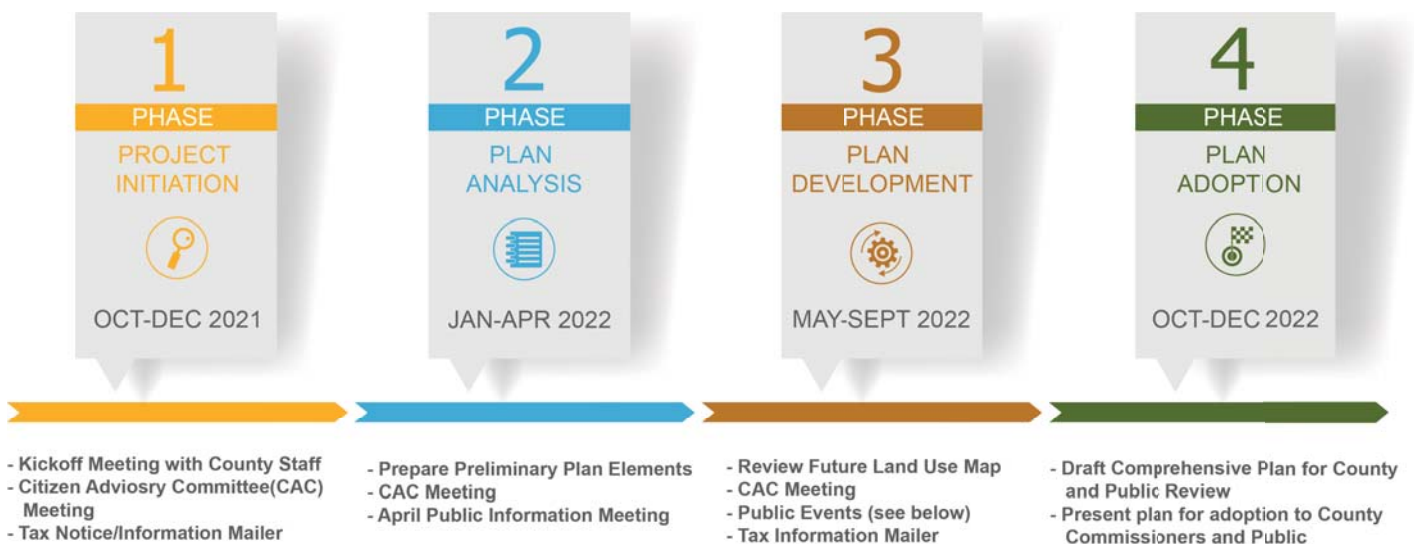 1
PHASE
PROJECT
INITIATION
OCT-DEC 2021
- Kickoff Meeting with County Staff
- Citizen Adviosry Committee(CAC)
Meeting
- Tax Notice/Information Mailer
2
PHASE
PLAN
ANALYSIS
JAN-APR 2022
- Prepare Preliminary Plan Elements
- CAC Meeting
- April Public Information Meeting
3
PHASE
PLAN
DEVELOPMENT
MAY-SEPT 2022
- Review Future Land Use Map
- CAC Meeting
- Public Events (see below)
- Tax Information Mailer
4
PHASE
PLAN
ADOPTION
OCT-DEC 2022
- Draft Comprehensive Plan for County
and Public Review
- Present plan for adoption to County
Commissioners and Public